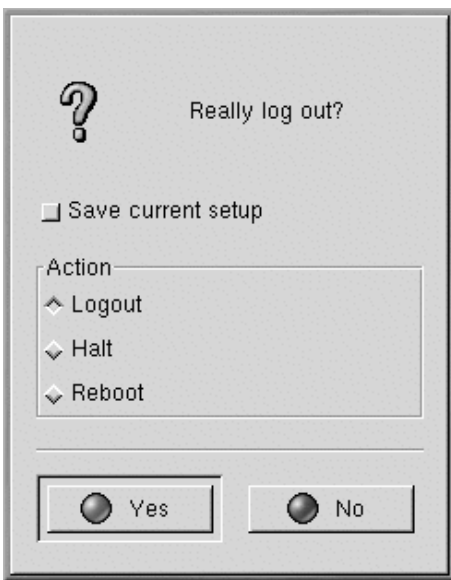 Really log out?
Save current setup
Action
Logout
Halt
Reboot
Yes
No